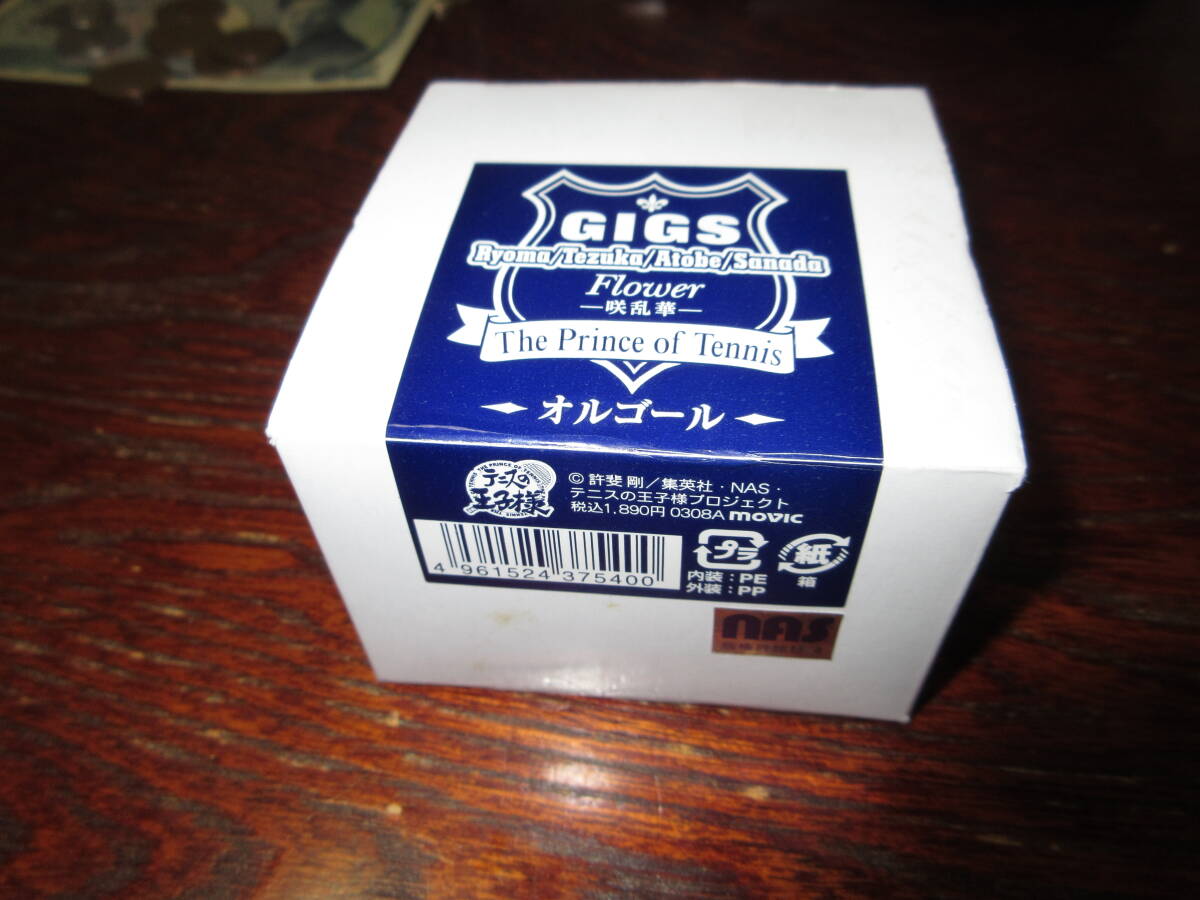 GIGS
Ryoma/Tezuka/Atobe/Sanada
Flower
―咲乱華―
The Prince of Tennis
オルゴール
テニスの
王子様
© 許斐 剛／集英社・NAS・
テニスの王子様プロジェクト
税込1,890円 0308A movic
4 961524 375400
プラ
紙
内装：PE
箱
外装：PP
nas